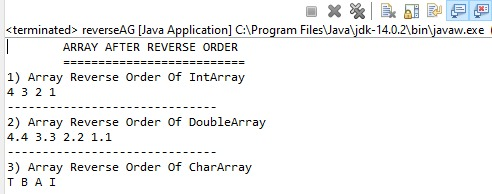 <terminated> reverseAG [Java Application] C:\Program Files\Java\jdk-14.0.2\bin\javaw.exe (
ARRAY AFTER REVERSE ORDER
==========================
1) Array Reverse Order Of IntArray
4 3 2 1
------------------------------
2) Array Reverse Order Of DoubleArray
4.4 3.3 2.2 1.1
------------------------------
3) Array Reverse Order Of CharArray
T B A I